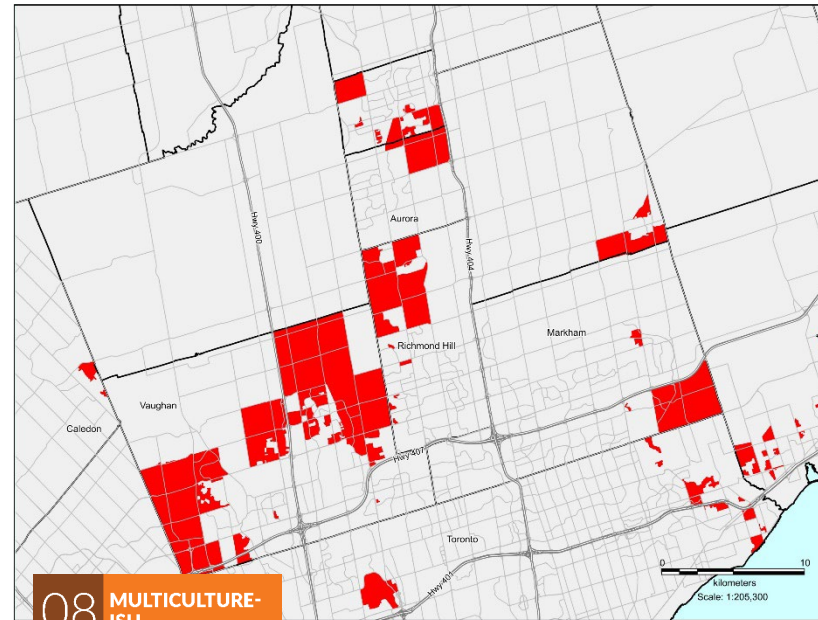 Hwy 400
Hwy 404
Aurora
Markham
Richmond Hill
Vaughan
Caledon
Hwy 407
Toronto
Hwy 401
0 10
kilometers
Scale: 1:205,300
08 MULTICULTURE-